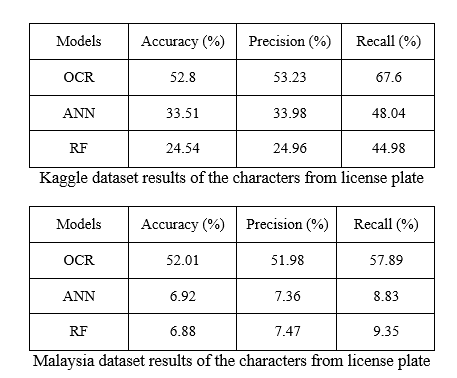 Models Accuracy (%) Precision (%) Recall (%)
OCR 52.8 53.23 67.6
ANN 33.51 33.98 48.04
RF 24.54 24.96 44.98
Kaggle dataset results of the characters from license plate
Models Accuracy (%) Precision (%) Recall (%)
OCR 52.01 51.98 57.89
ANN 6.92 7.36 8.83
RF 6.88 7.47 9.35
Malaysia dataset results of the characters from license plate